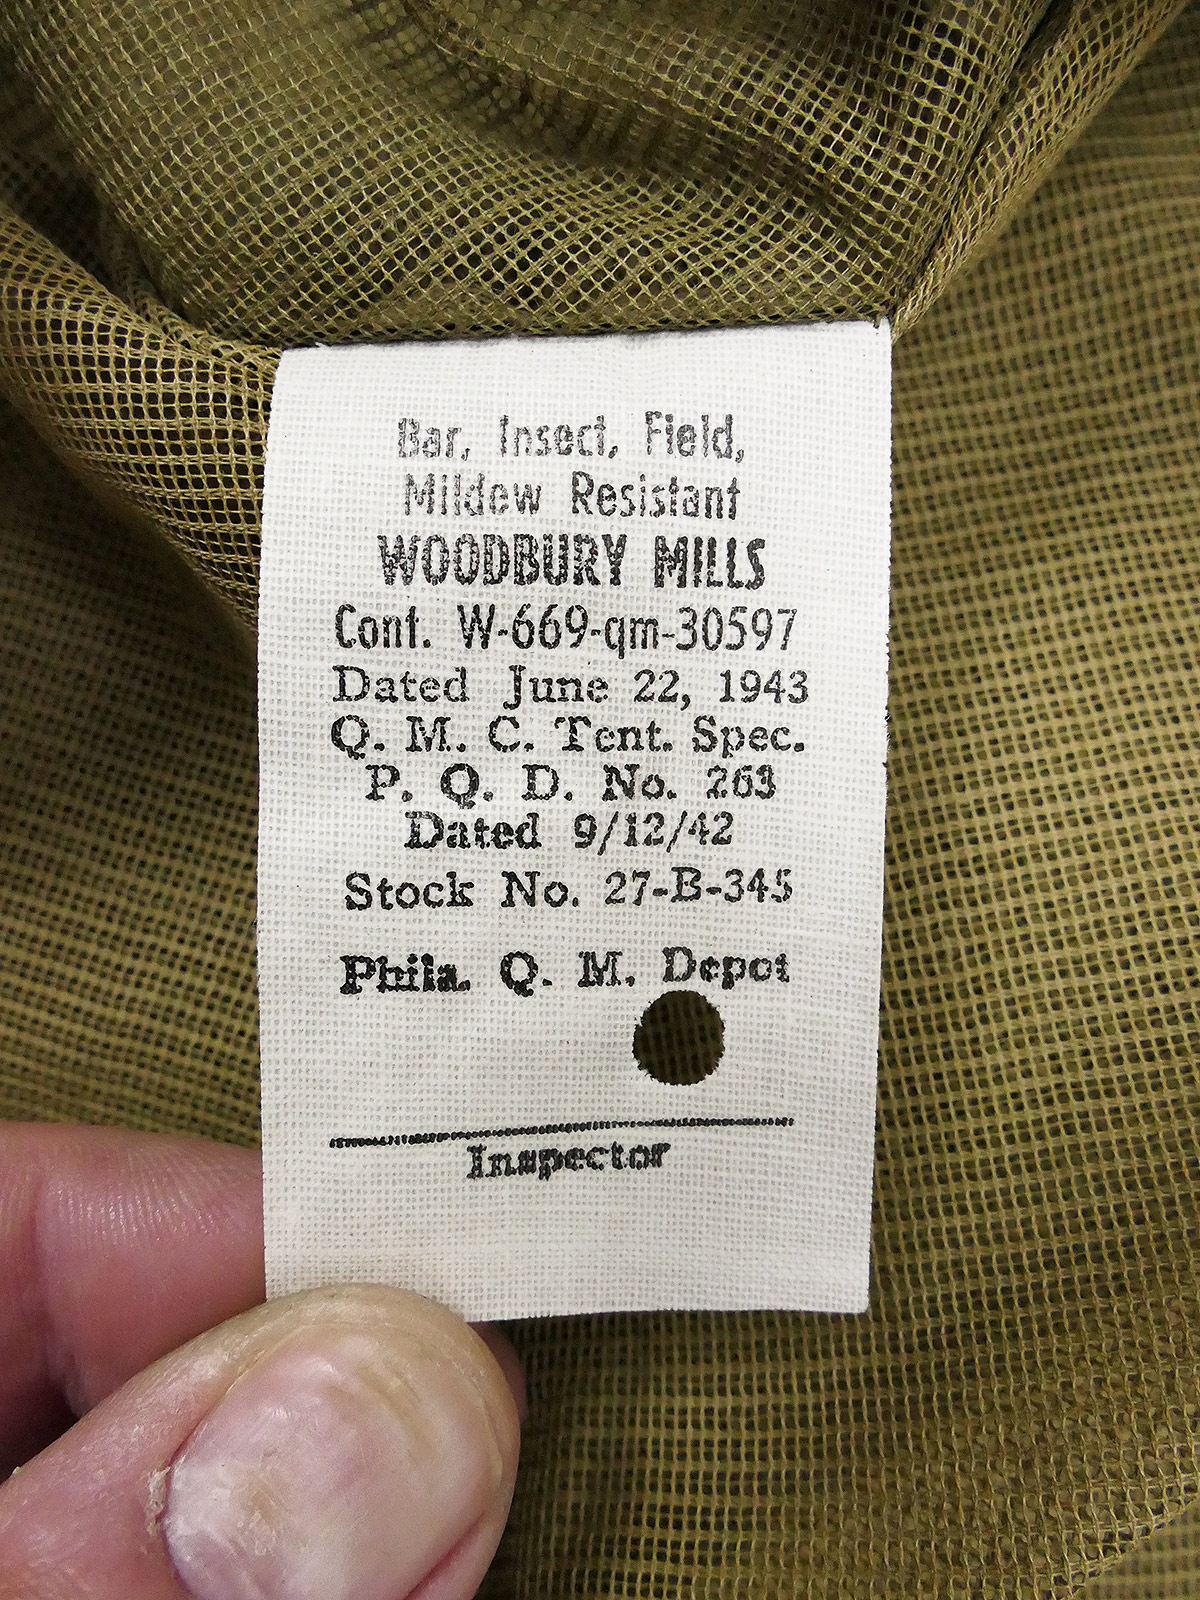 Bar, Insect, Field,
Mildew Resistant
WOODBURY MILLS
Cont. W-669-qm-30597
Dated June 22, 1943
Q. M. C. Tent. Spec.
P. Q. D. No. 263
Dated 9/12/42
Stock No. 27-B-345
Phila. Q. M. Depot
Inspector